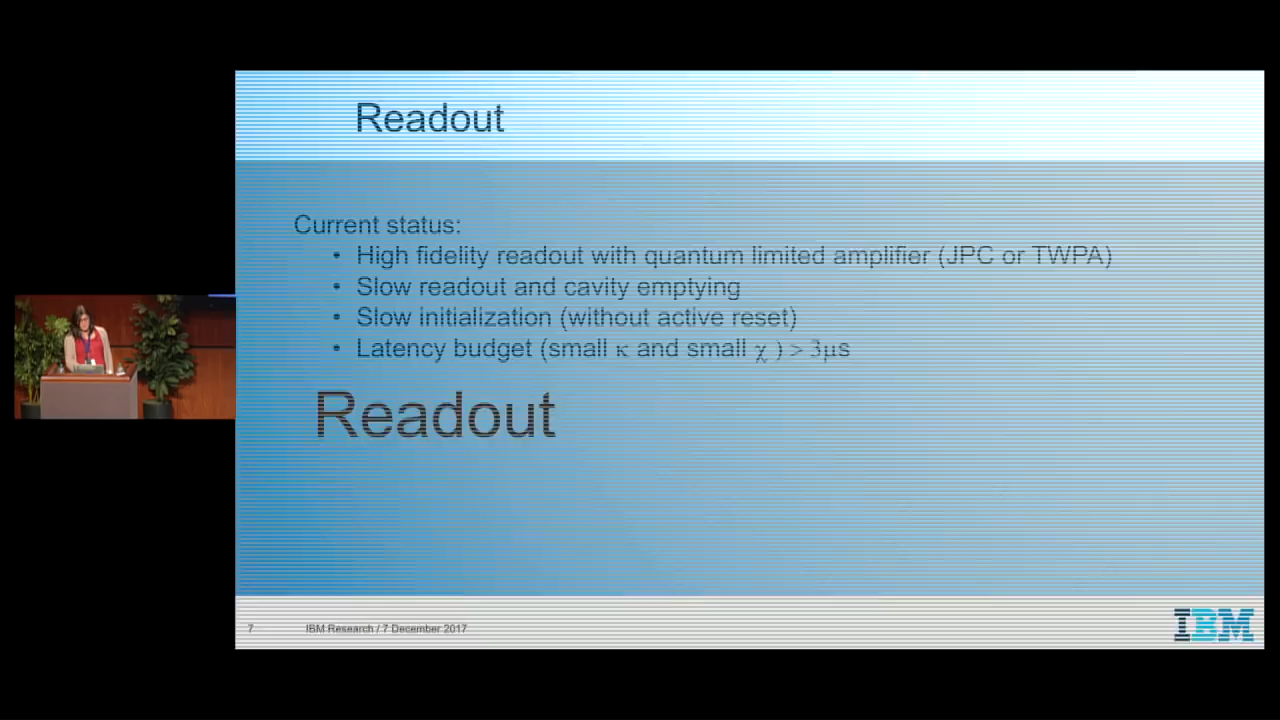 Readout
Current status:
• High fidelity readout with quantum limited amplifier (JPC or TWPA)
• Slow readout and cavity emptying
• Slow initialization (without active reset)
• Latency budget (small κ and small χ ) > 3μs
Readout
7 IBM Research / 7 December 2017
IBM